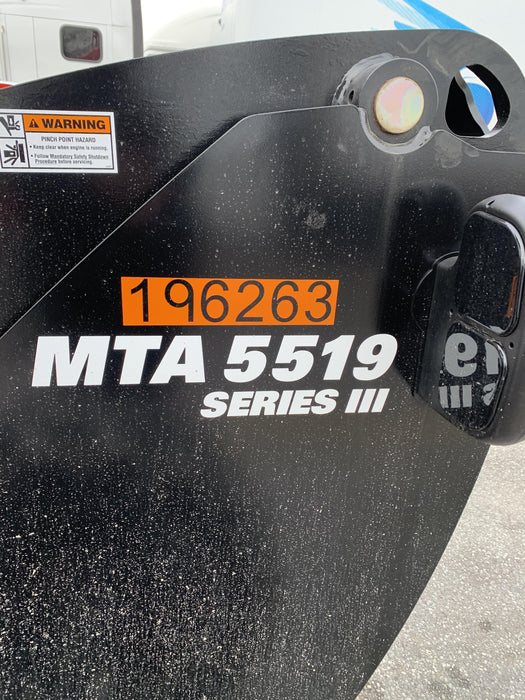 WARNING
PINCH POINT HAZARD
• Keep clear when engine is running.
• Follow Mandatory Safety Shutdown
Procedure before servicing.
196263
MTA 5519
SERIES III